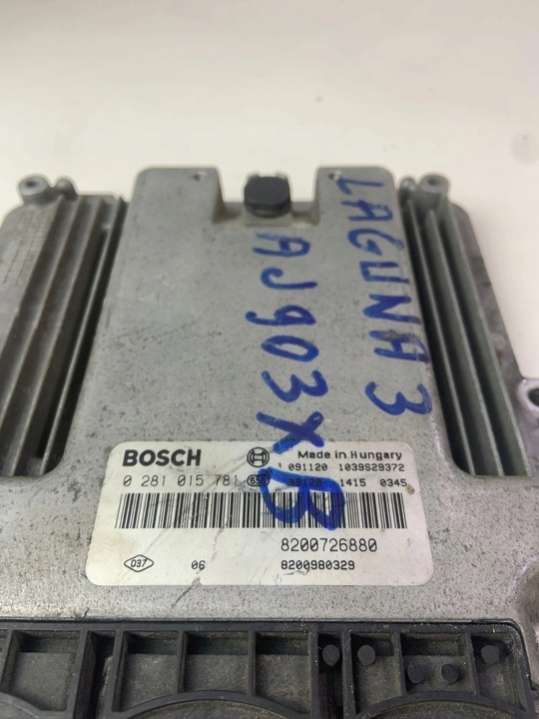 LAGUNA 3
AJ903XB
BOSCH
Made in Hungary
091120 1039S29372
0 281 015 781
1415 0345
8200726880
D37 06 8200980329